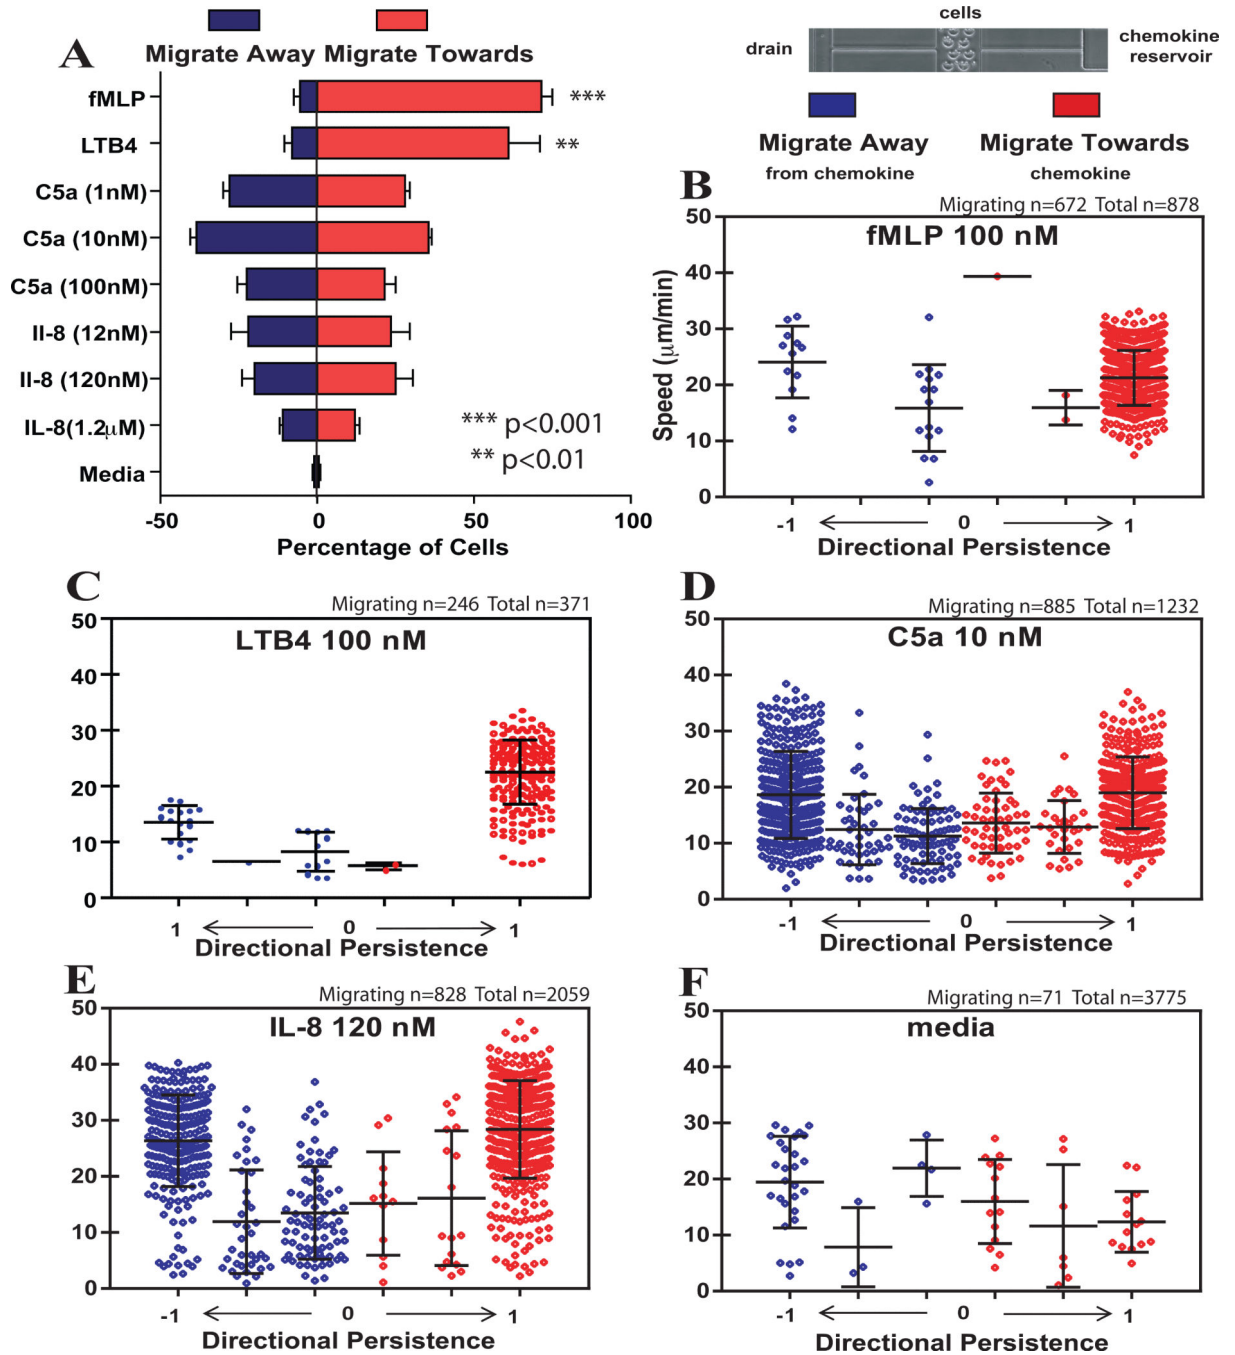 A
Migrate Away Migrate Towards
fMLP
***
LTB4
**
C5a (1nM)
C5a (10nM)
C5a (100nM)
Il-8 (12nM)
Il-8 (120nM)
IL-8(1.2μM)
Media
*** p<0.001
** p<0.01
-50 0 50 100
Percentage of Cells
cells
drain
chemokine
reservoir
Migrate Away
from chemokine
Migrate Towards
chemokine
B
Migrating n=672 Total n=878
fMLP 100 nM
Speed (μm/min)
50
40
30
20
10
0
-1 0 1
Directional Persistence
C
Migrating n=246 Total n=371
LTB4 100 nM
50
40
30
20
10
0
1 0 1
Directional Persistence
D
Migrating n=885 Total n=1232
C5a 10 nM
50
40
30
20
10
0
-1 0 1
Directional Persistence
E
Migrating n=828 Total n=2059
IL-8 120 nM
50
40
30
20
10
0
-1 0 1
Directional Persistence
F
Migrating n=71 Total n=3775
media
50
40
30
20
10
0
-1 0 1
Directional Persistence